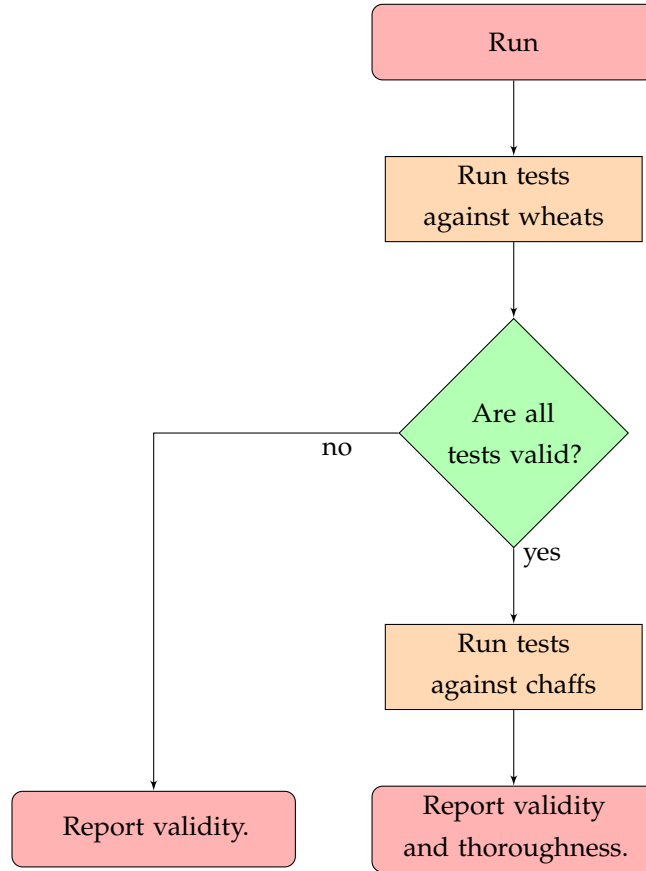 Run
Run tests
against wheats
Are all
tests valid?
no
yes
Run tests
against chaffs
Report validity.
Report validity
and thoroughness.